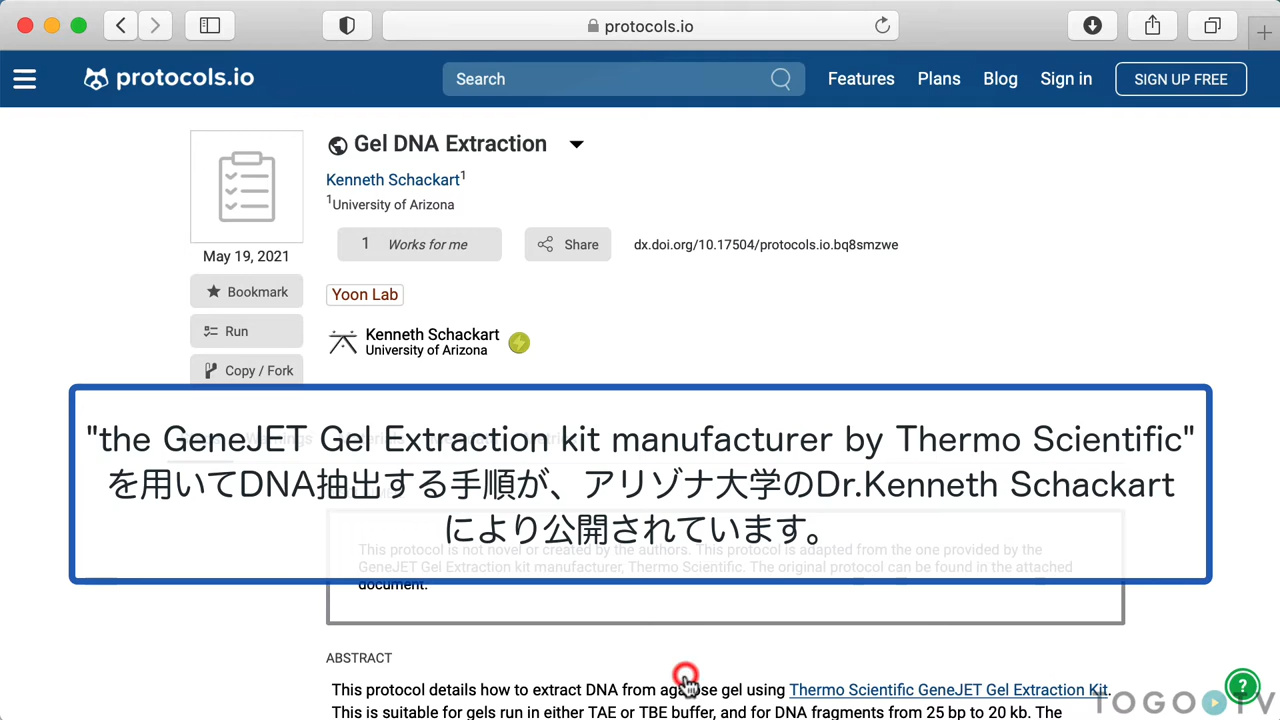 protocols.io
protocols.io
Search
Features
Plans
Blog
Sign in
SIGN UP FREE
Gel DNA Extraction
Kenneth Schackart1
1University of Arizona
1 Works for me
Share
dx.doi.org/10.17504/protocols.io.bq8smzwe
May 19, 2021
Bookmark
Run
Copy / Fork
Yoon Lab
Kenneth Schackart
University of Arizona
"the GeneJET Gel Extraction kit manufacturer by Thermo Scientific"
を用いてDNA抽出する手順が、アリゾナ大学のDr.Kenneth Schackart
により公開されています。
This protocol is not novel or created by the authors. This protocol is adapted from the one provided by the
GeneJET Gel Extraction kit manufacturer, Thermo Scientific. The original protocol can be found in the attached
document.
ABSTRACT
This protocol details how to extract DNA from agarose gel using Thermo Scientific GeneJET Gel Extraction Kit.
This is suitable for gels run in either TAE or TBE buffer, and for DNA fragments from 25 bp to 20 kb. The
?
TOGOTV